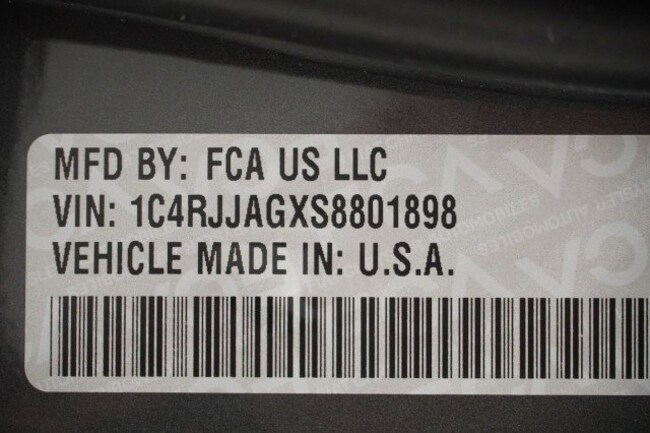 MFD BY: FCA US LLC
VIN: 1C4RJJAGXS8801898
VEHICLE MADE IN: U.S.A.